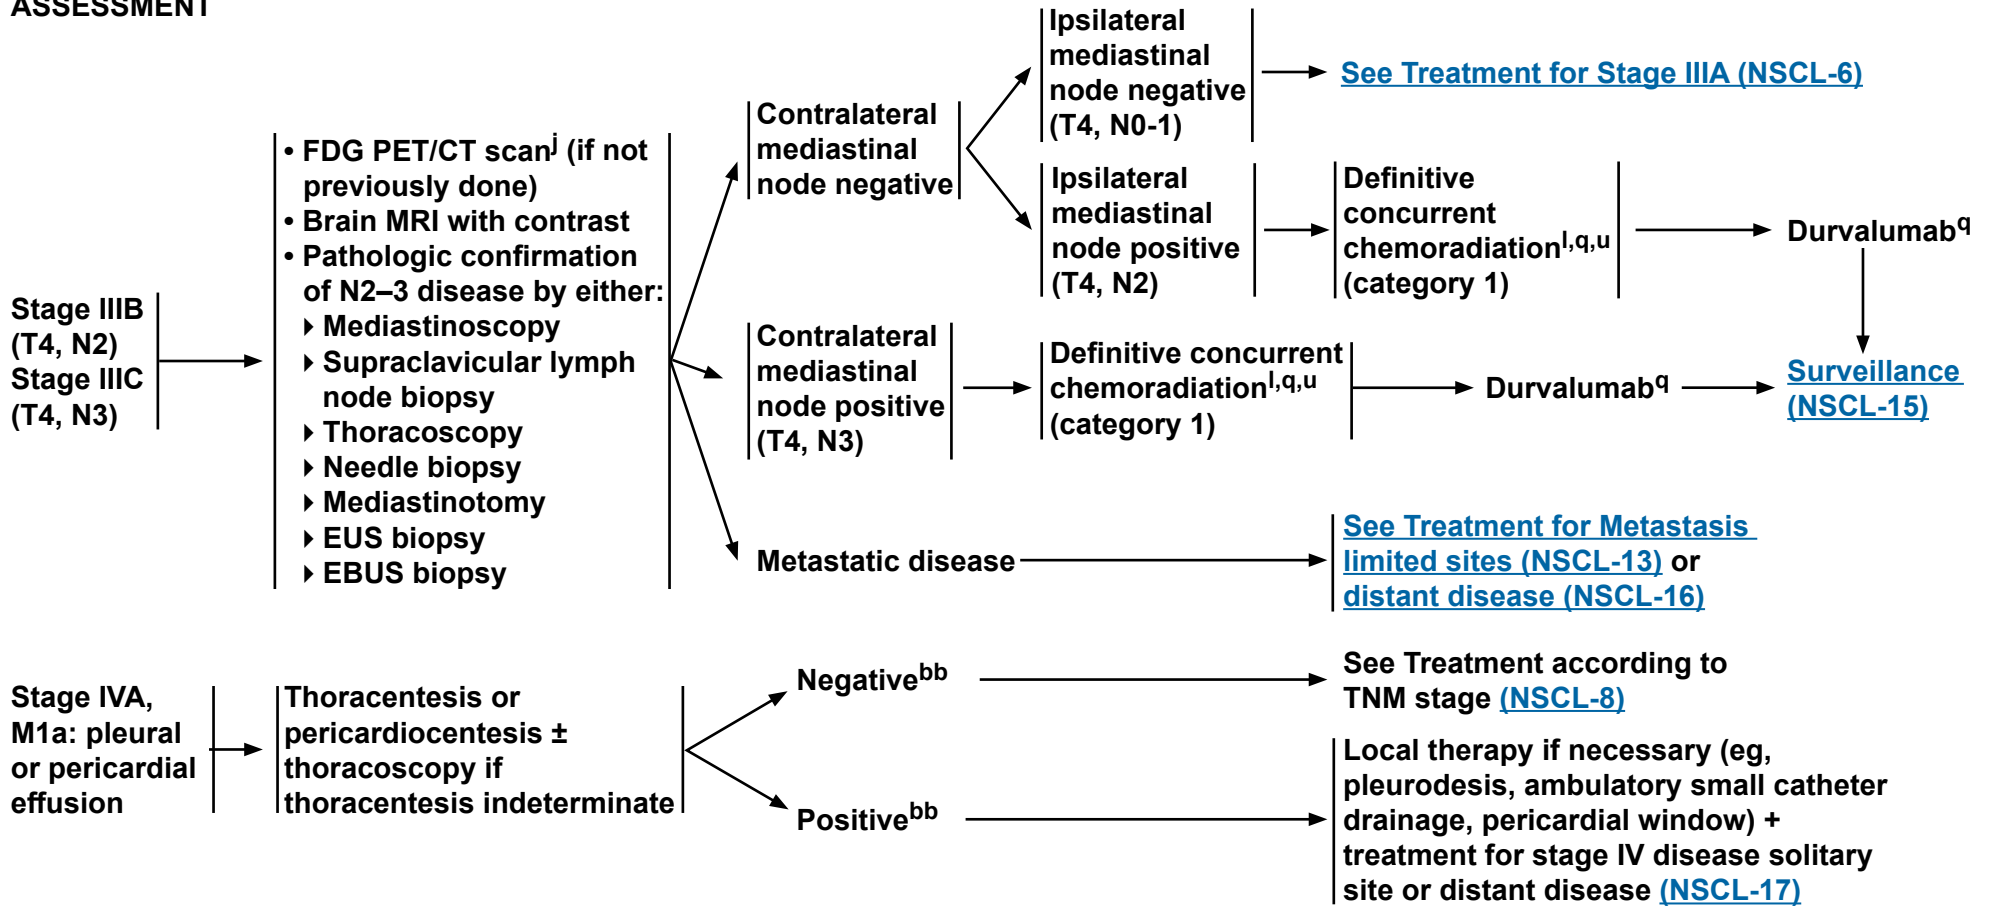 ASSESSMENT
Stage IIIB
(T4, N2)
Stage IIIC
(T4, N3)
• FDG PET/CT scanj (if not
previously done)
• Brain MRI with contrast
• Pathologic confirmation
of N2–3 disease by either:
Mediastinoscopy
Supraclavicular lymph
node biopsy
Thoracoscopy
Needle biopsy
Mediastinotomy
EUS biopsy
EBUS biopsy
Contralateral
mediastinal
node negative
Ipsilateral
mediastinal
node negative
(T4, N0-1)
See Treatment for Stage IIIA (NSCL-6)
Ipsilateral
mediastinal
node positive
(T4, N2)
Definitive
concurrent
chemoradiationl,q,u
(category 1)
Durvalumabq
Contralateral
mediastinal
node positive
(T4, N3)
Definitive concurrent
chemoradiationl,q,u
(category 1)
Durvalumabq
Surveillance
(NSCL-15)
Metastatic disease
See Treatment for Metastasis
limited sites (NSCL-13) or
distant disease (NSCL-16)
Stage IVA,
M1a: pleural
or pericardial
effusion
Thoracentesis or
pericardiocentesis ±
thoracoscopy if
thoracentesis indeterminate
Negativebb
See Treatment according to
TNM stage (NSCL-8)
Positivebb
Local therapy if necessary (eg,
pleurodesis, ambulatory small catheter
drainage, pericardial window) +
treatment for stage IV disease solitary
site or distant disease (NSCL-17)